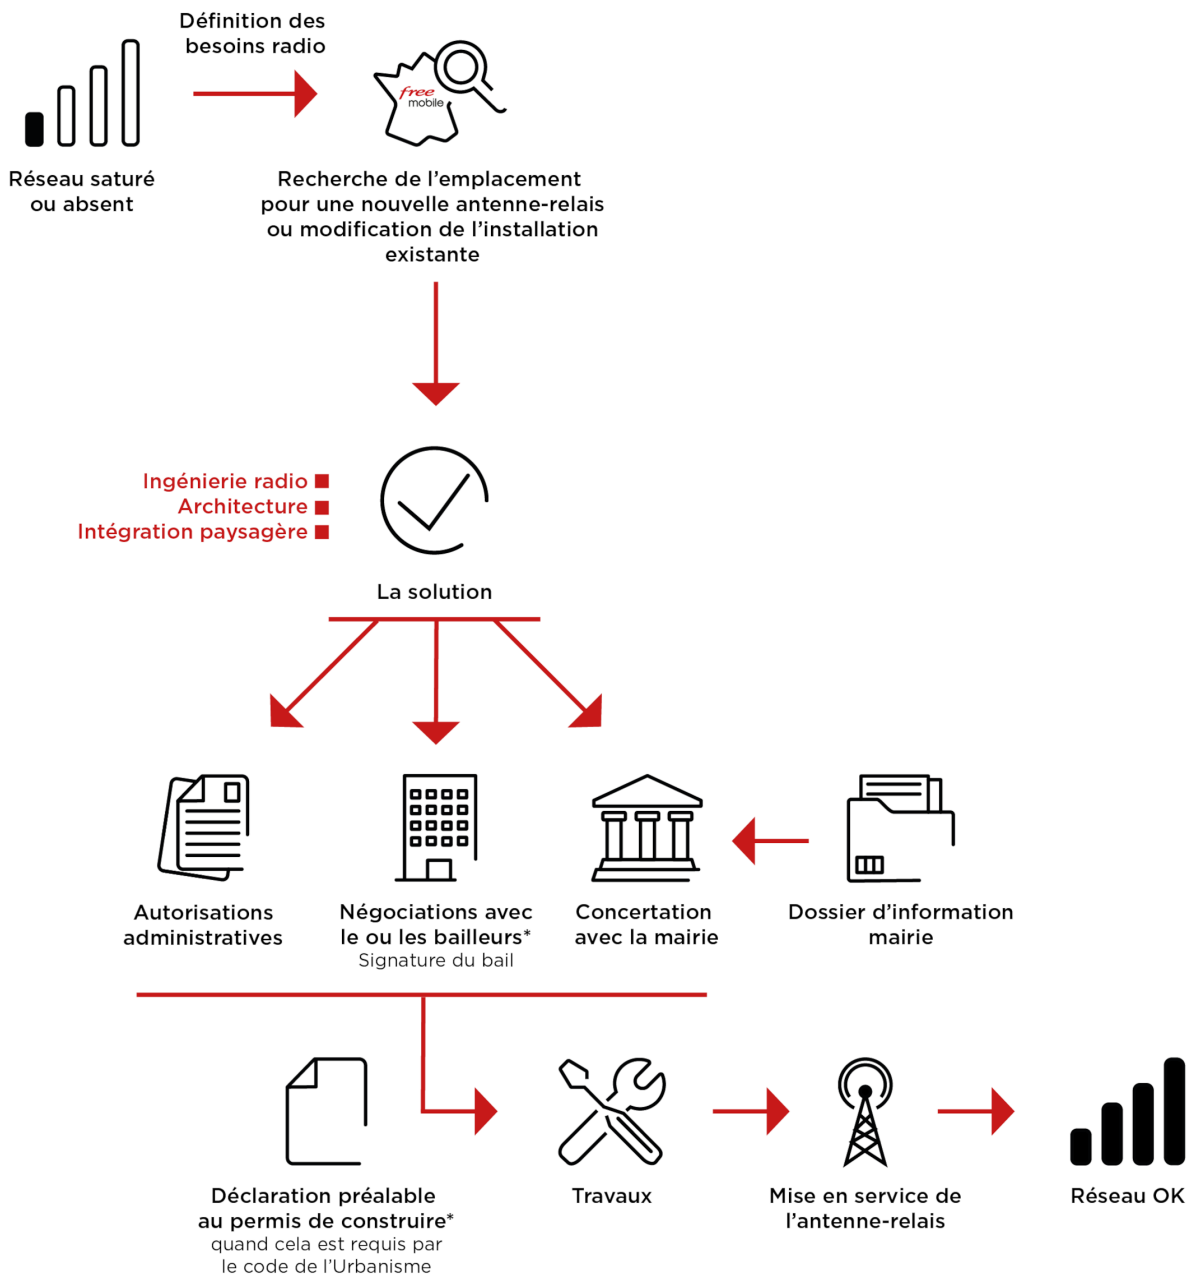 Définition des
besoins radio
free
mobile
Réseau saturé
ou absent
Recherche de l’emplacement
pour une nouvelle antenne-relais
ou modification de l’installation
existante
Ingénierie radio
Architecture
Intégration paysagère
La solution
Autorisations
administratives
Négociations avec
le ou les bailleurs*
Signature du bail
Concertation
avec la mairie
Dossier d’information
mairie
Déclaration préalable
au permis de construire*
quand cela est requis par
le code de l’Urbanisme
Travaux
Mise en service de
l’antenne-relais
Réseau OK